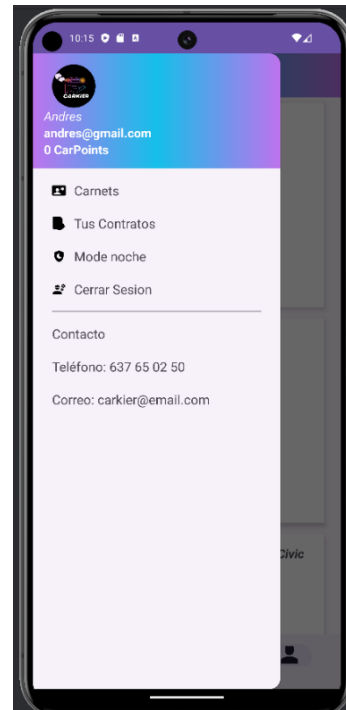 10:15
CARKIER
Andres
andres@gmail.com
0 CarPoints
Carnets
Tus Contratos
Mode noche
Cerrar Sesion
Contacto
Teléfono: 637 65 02 50
Correo: carkier@email.com
Civic